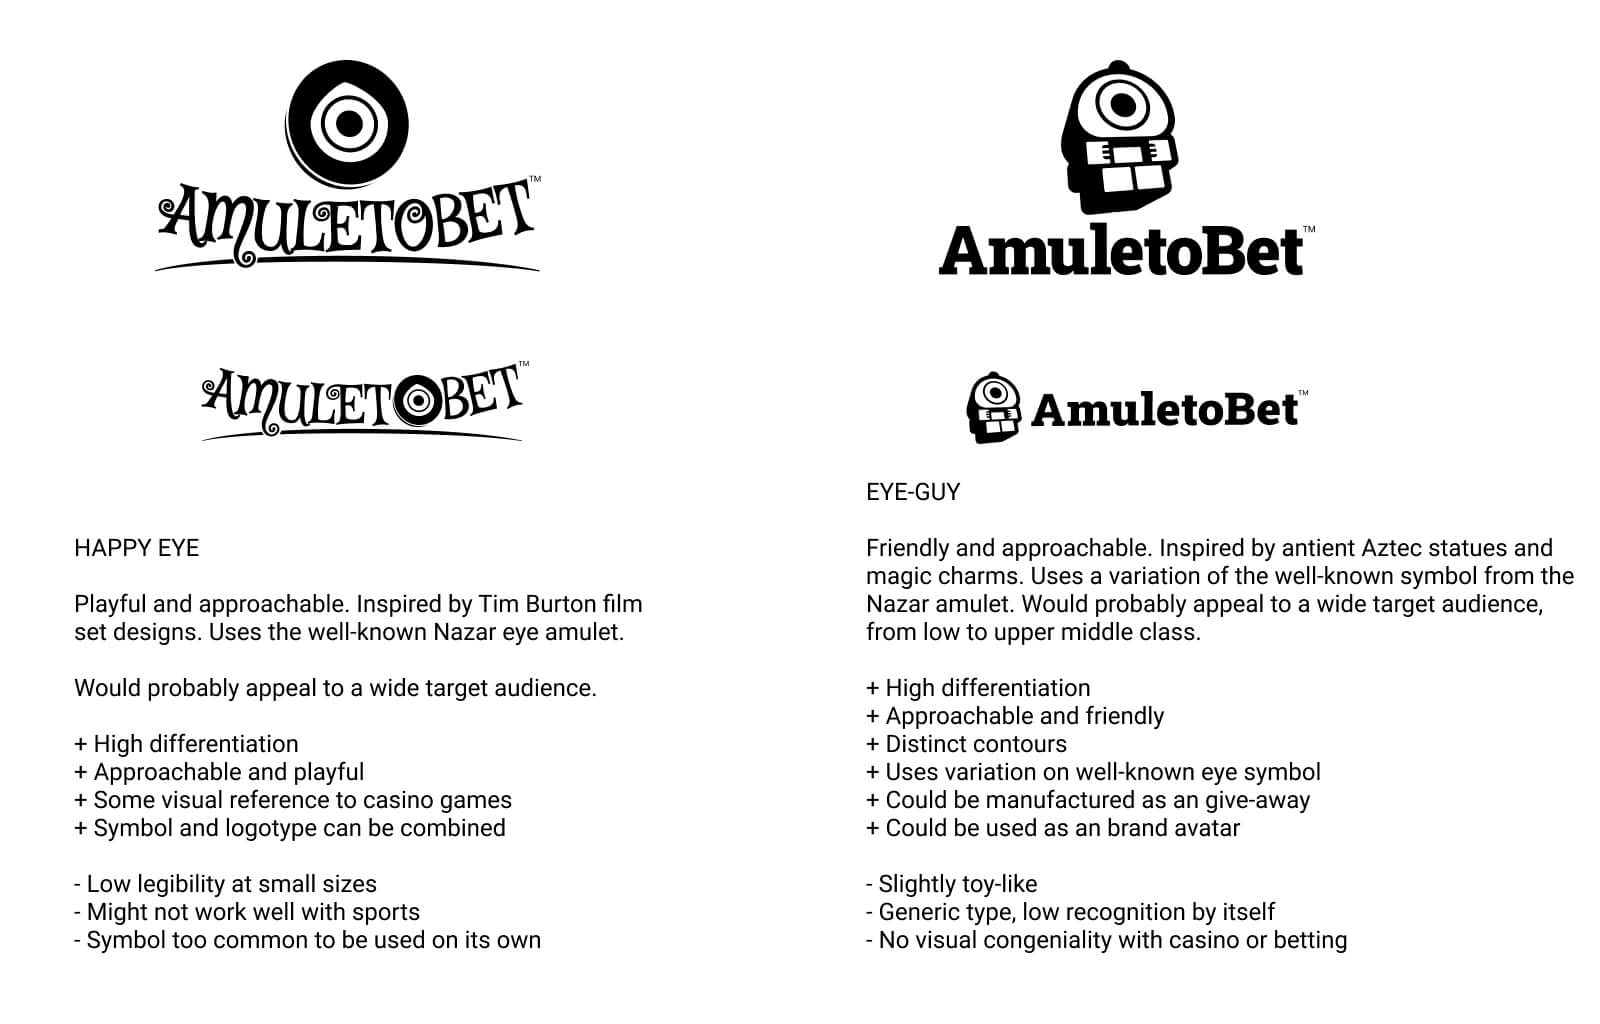 AMULETOBET™
AMULETOBET™
HAPPY EYE
Playful and approachable. Inspired by Tim Burton film
set designs. Uses the well-known Nazar eye amulet.
Would probably appeal to a wide target audience.
+ High differentiation
+ Approachable and playful
+ Some visual reference to casino games
+ Symbol and logotype can be combined
- Low legibility at small sizes
- Might not work well with sports
- Symbol too common to be used on its own
AmuletoBet™
AmuletoBet™
EYE-GUY
Friendly and approachable. Inspired by antient Aztec statues and
magic charms. Uses a variation of the well-known symbol from the
Nazar amulet. Would probably appeal to a wide target audience,
from low to upper middle class.
+ High differentiation
+ Approachable and friendly
+ Distinct contours
+ Uses variation on well-known eye symbol
+ Could be manufactured as an give-away
+ Could be used as an brand avatar
- Slightly toy-like
- Generic type, low recognition by itself
- No visual congeniality with casino or betting